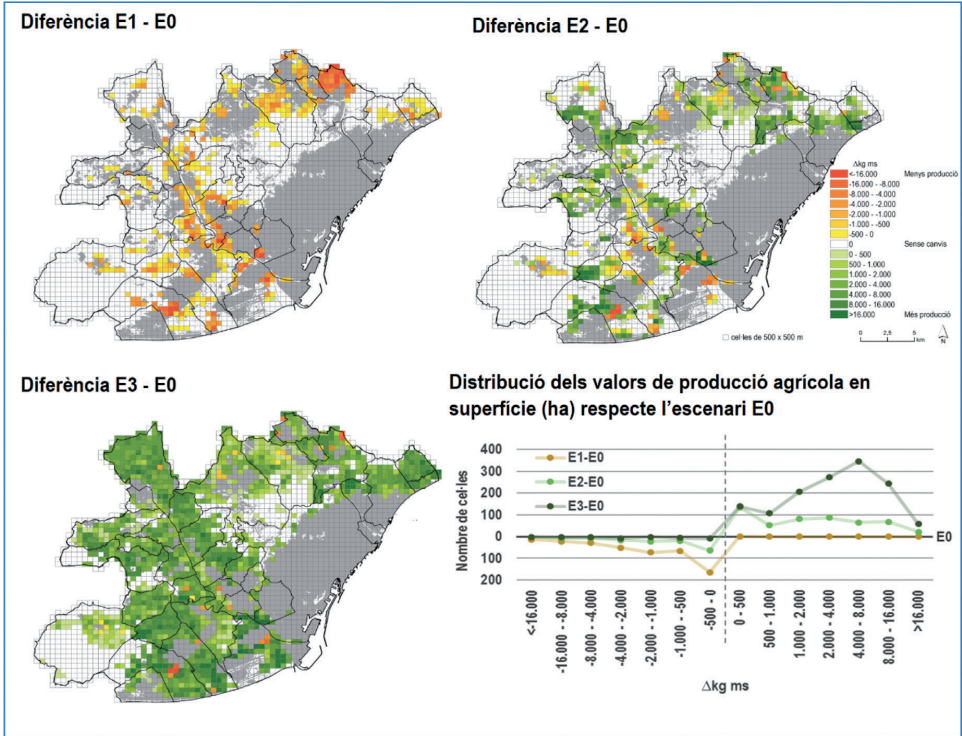 Diferència E1 - E0
Diferència E2 - E0
Δkg ms
<-16.000
Menys producció
-16.000 - -8.000
-8.000 - -4.000
-4.000 - -2.000
-2.000 - -1.000
-1.000 - -500
-500 - 0
0
Sense canvis
0 - 500
500 - 1.000
1.000 - 2.000
2.000 - 4.000
4.000 - 8.000
8.000 - 16.000
>16.000
Més producció
cel·les de 500 x 500 m
0 2,5 5
km
N
Diferència E3 - E0
Distribució dels valors de producció agrícola en
superfície (ha) respecte l'escenari E0
Nombre de cel·les
400
300
200
100
0
100
200
E1-E0
E2-E0
E3-E0
E0
<-16.000
-16.000 - -8.000
-8.000 - -4.000
-4.000 - -2.000
-2.000 - -1.000
-1.000 - -500
-500 - 0
0 - 500
500 - 1.000
1.000 - 2.000
2.000 - 4.000
4.000 - 8.000
8.000 - 16.000
>16.000
Δkg ms